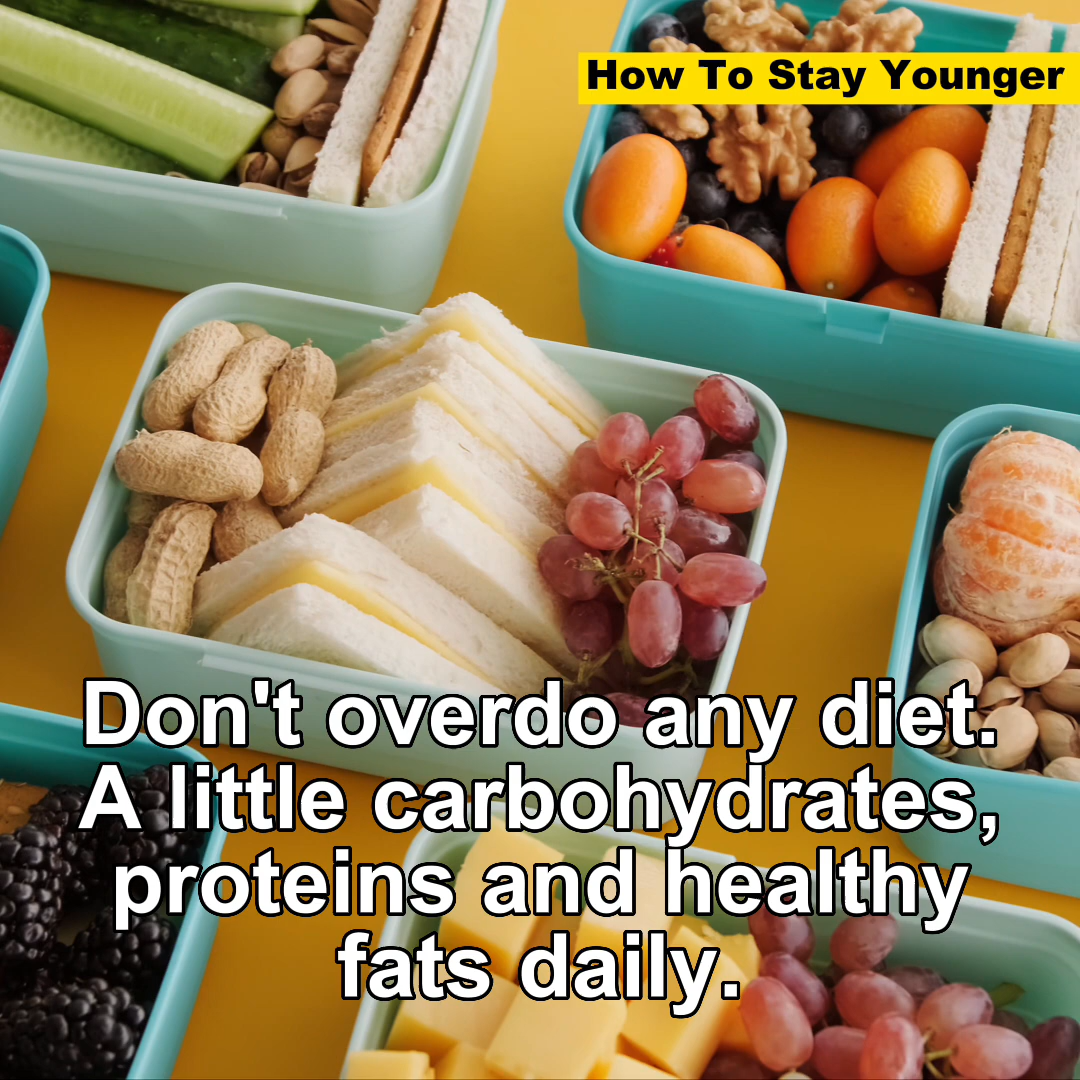 How To Stay Younger
Don't overdo any diet.
A little carbohydrates,
proteins and healthy
fats daily.